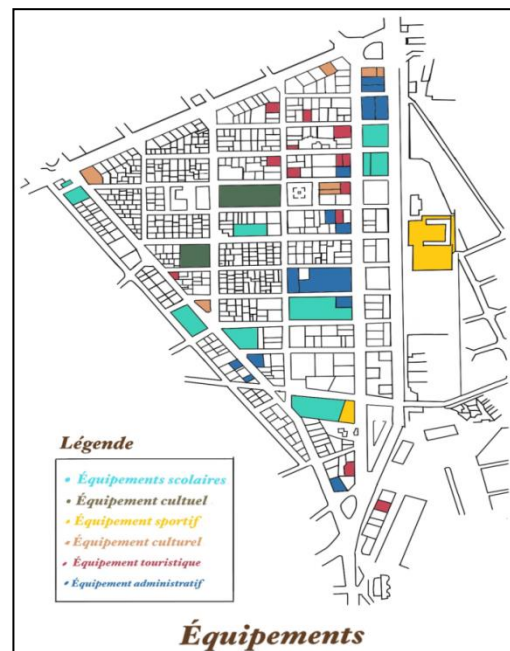 Légende
Équipements scolaires
Équipement cultuel
Équipement sportif
Équipement culturel
Équipement touristique
Équipement administratif
Équipements